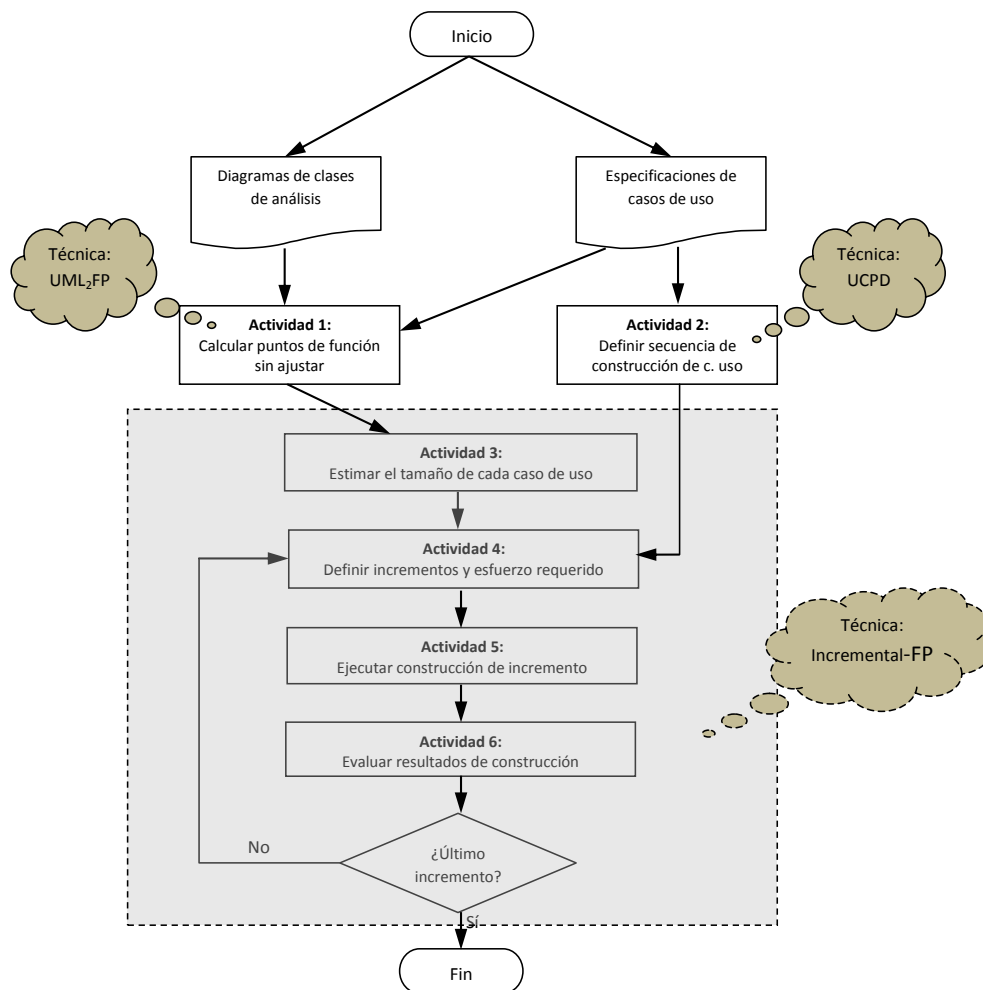 Inicio
Diagramas de clases
de análisis
Especificaciones de
casos de uso
Técnica:
UML₂FP
Técnica:
UCPD
Actividad 1:
Calcular puntos de función
sin ajustar
Actividad 2:
Definir secuencia de
construcción de c. uso
Actividad 3:
Estimar el tamaño de cada caso de uso
Actividad 4:
Definir incrementos y esfuerzo requerido
Actividad 5:
Ejecutar construcción de incremento
Técnica:
Incremental-FP
Actividad 6:
Evaluar resultados de construcción
¿Último
incremento?
No
Sí
Fin